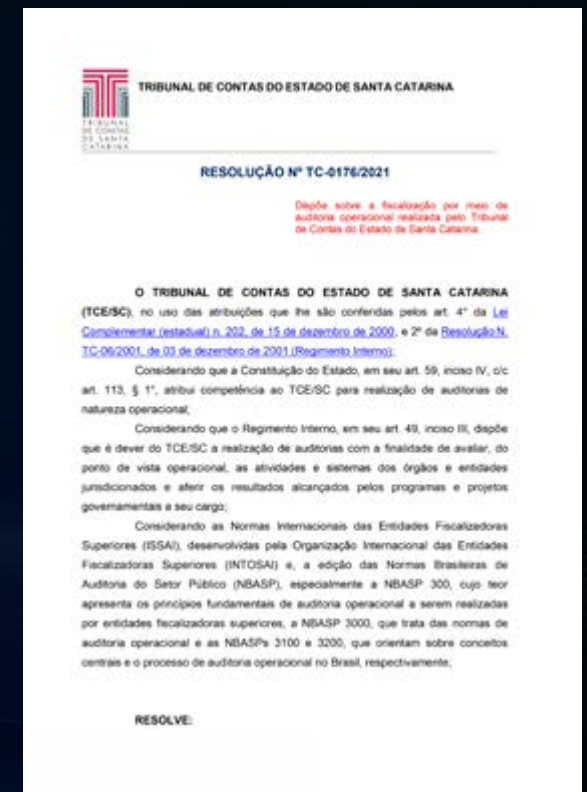 TRIBUNAL DE CONTAS DO ESTADO DE SANTA CATARINA
TRIBUNAL
DE CONTAS
DE SANTA
CATARINA
RESOLUÇÃO Nº TC-0176/2021
Dispõe sobre a fiscalização por meio de
auditoria operacional realizada pelo Tribunal
de Contas do Estado de Santa Catarina.
O TRIBUNAL DE CONTAS DO ESTADO DE SANTA CATARINA
(TCE/SC), no uso das atribuições que lhe são conferidas pelos art. 4° da Lei
Complementar (estadual) n. 202, de 15 de dezembro de 2000, e 2º da Resolução N.
TC-06/2001, de 03 de dezembro de 2001 (Regimento Interno);
Considerando que a Constituição do Estado, em seu art. 59, inciso IV, c/c
art. 113, § 1°, atribui competência ao TCE/SC para realização de auditorias de
natureza operacional;
Considerando que o Regimento Interno, em seu art. 49, inciso III, dispõe
que é dever do TCE/SC a realização de auditorias com a finalidade de avaliar, do
ponto de vista operacional, as atividades e sistemas dos órgãos e entidades
jurisdicionados e aferir os resultados alcançados pelos programas e projetos
governamentais a seu cargo;
Considerando as Normas Internacionais das Entidades Fiscalizadoras
Superiores (ISSAI), desenvolvidas pela Organização Internacional das Entidades
Fiscalizadoras Superiores (INTOSAI) e, a edição das Normas Brasileiras de
Auditoria do Setor Público (NBASP), especialmente a NBASP 300, cujo teor
apresenta os princípios fundamentais de auditoria operacional a serem realizadas
por entidades fiscalizadoras superiores, a NBASP 3000, que trata das normas de
auditoria operacional e as NBASPs 3100 e 3200, que orientam sobre conceitos
centrais e o processo de auditoria operacional no Brasil, respectivamente;
RESOLVE: